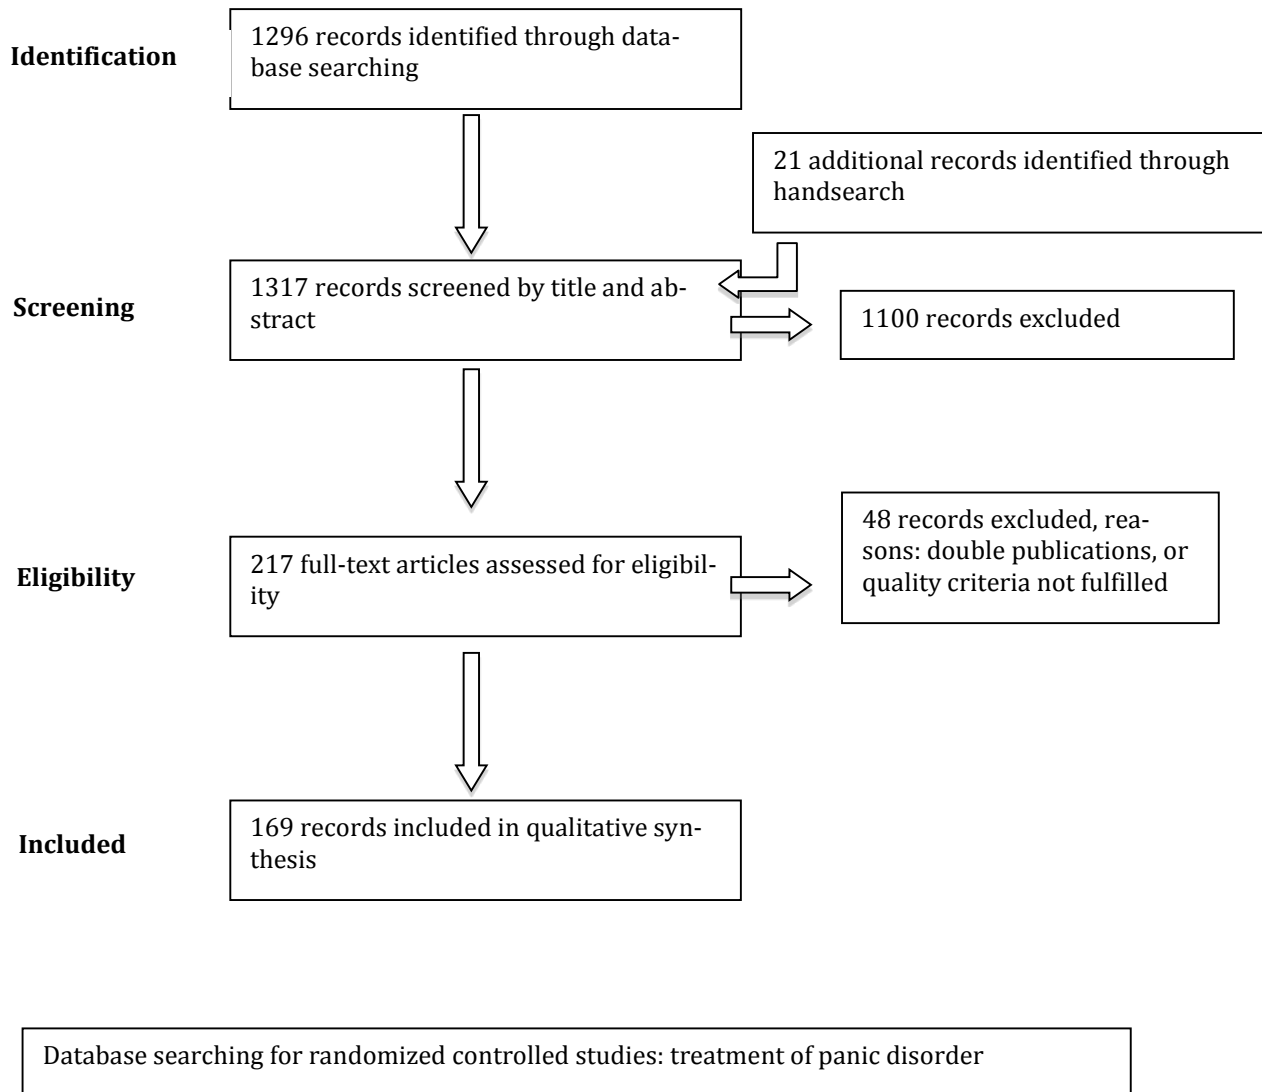 Identification
1296 records identified through data-
base searching
21 additional records identified through
handsearch
Screening
1317 records screened by title and ab-
stract
1100 records excluded
Eligibility
217 full-text articles assessed for eligibil-
ity
48 records excluded, rea-
sons: double publications, or
quality criteria not fulfilled
Included
169 records included in qualitative syn-
thesis
Database searching for randomized controlled studies: treatment of panic disorder